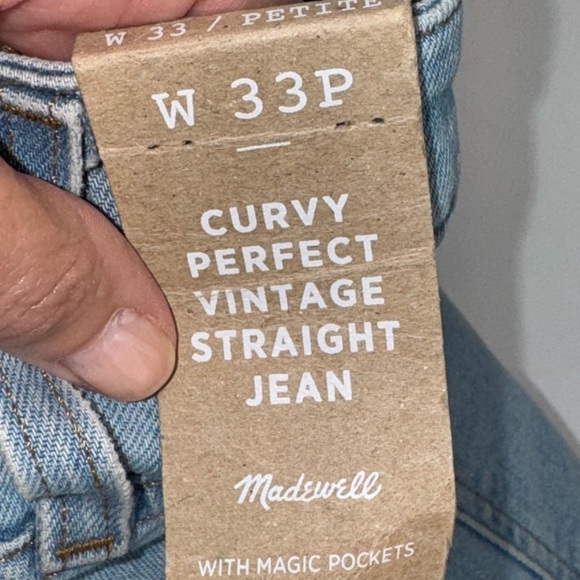 W 33 / PETITE
W 33P
CURVY
PERFECT
VINTAGE
STRAIGHT
JEAN
Madewell
WITH MAGIC POCKETS